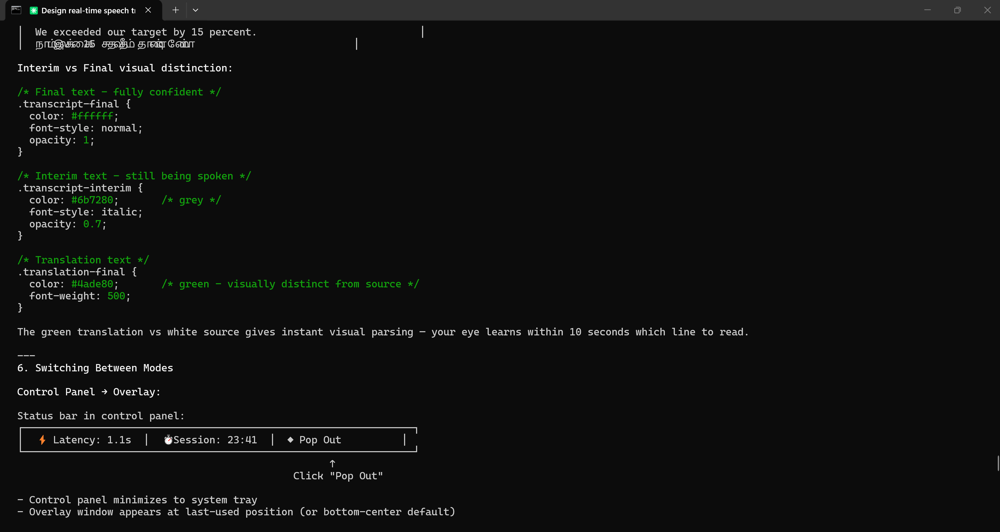 Design real-time speech tr
We exceeded our target by 15 percent.
15
Interim vs Final visual distinction:
/* Final text - fully confident */
.transcript-final {
color: #ffffff;
font-style: normal;
opacity: 1;
}
/* Interim text - still being spoken */
.transcript-interim {
color: #6b7280; /* grey */
font-style: italic;
opacity: 0.7;
}
/* Translation text */
.translation-final {
color: #4ade80; /* green - visually distinct from source */
font-weight: 500;
}
The green translation vs white source gives instant visual parsing — your eye learns within 10 seconds which line to read.
---
6. Switching Between Modes
Control Panel → Overlay:
Status bar in control panel:
⚡ Latency: 1.1s │ ⏱Session: 23:41 │ ◆ Pop Out │
↑
Click "Pop Out"
- Control panel minimizes to system tray
- Overlay window appears at last-used position (or bottom-center default)